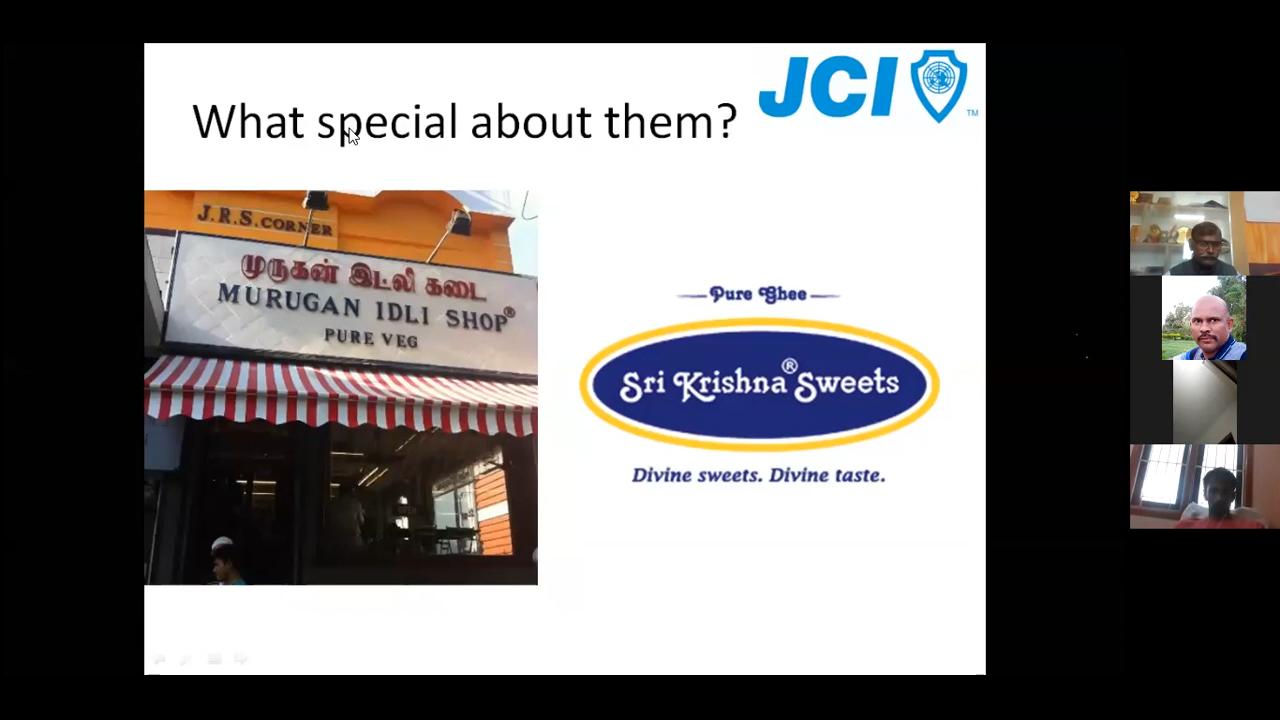 What special about them?
JCI
TM
J.R.S. CORNER
முருகன் இட்லி கடை
MURUGAN IDLI SHOP®
PURE VEG
Pure Ghee
Sri Krishna® Sweets
Divine sweets. Divine taste.